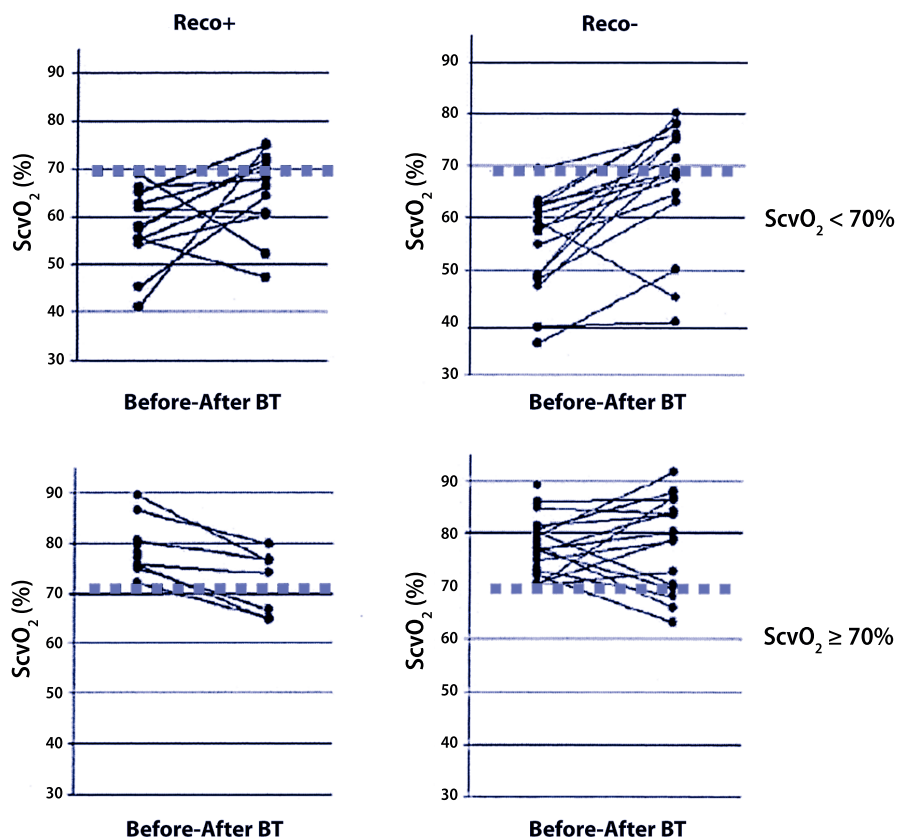 Reco+
Reco-
90
80
70
60
50
40
30
ScvO₂ (%)
Before-After BT
90
80
70
60
50
40
30
ScvO₂ (%)
Before-After BT
ScvO₂ < 70%
90
80
70
60
50
40
30
ScvO₂ (%)
Before-After BT
90
80
70
60
50
40
30
ScvO₂ (%)
Before-After BT
ScvO₂ ≥ 70%